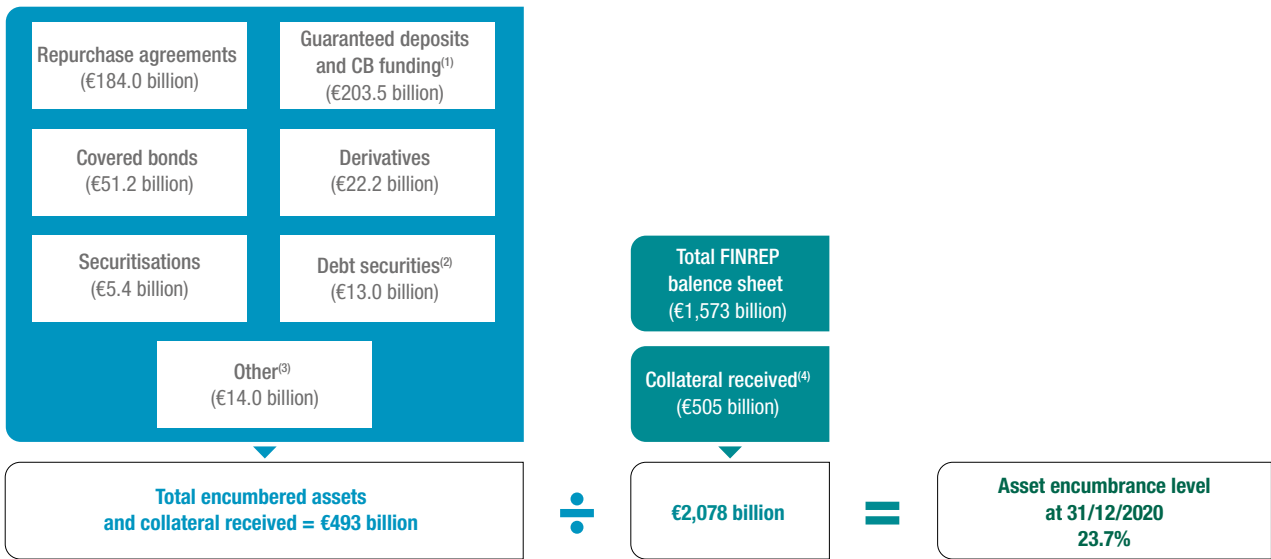 Repurchase agreements
(€184.0 billion)
Guaranteed deposits
and CB funding(1)
(€203.5 billion)
Covered bonds
(€51.2 billion)
Derivatives
(€22.2 billion)
Securitisations
(€5.4 billion)
Debt securities(2)
(€13.0 billion)
Other(3)
(€14.0 billion)
Total FINREP
balence sheet
(€1,573 billion)
Collateral received(4)
(€505 billion)
Total encumbered assets
and collateral received = €493 billion
÷
€2,078 billion
=
Asset encumbrance level
at 31/12/2020
23.7%